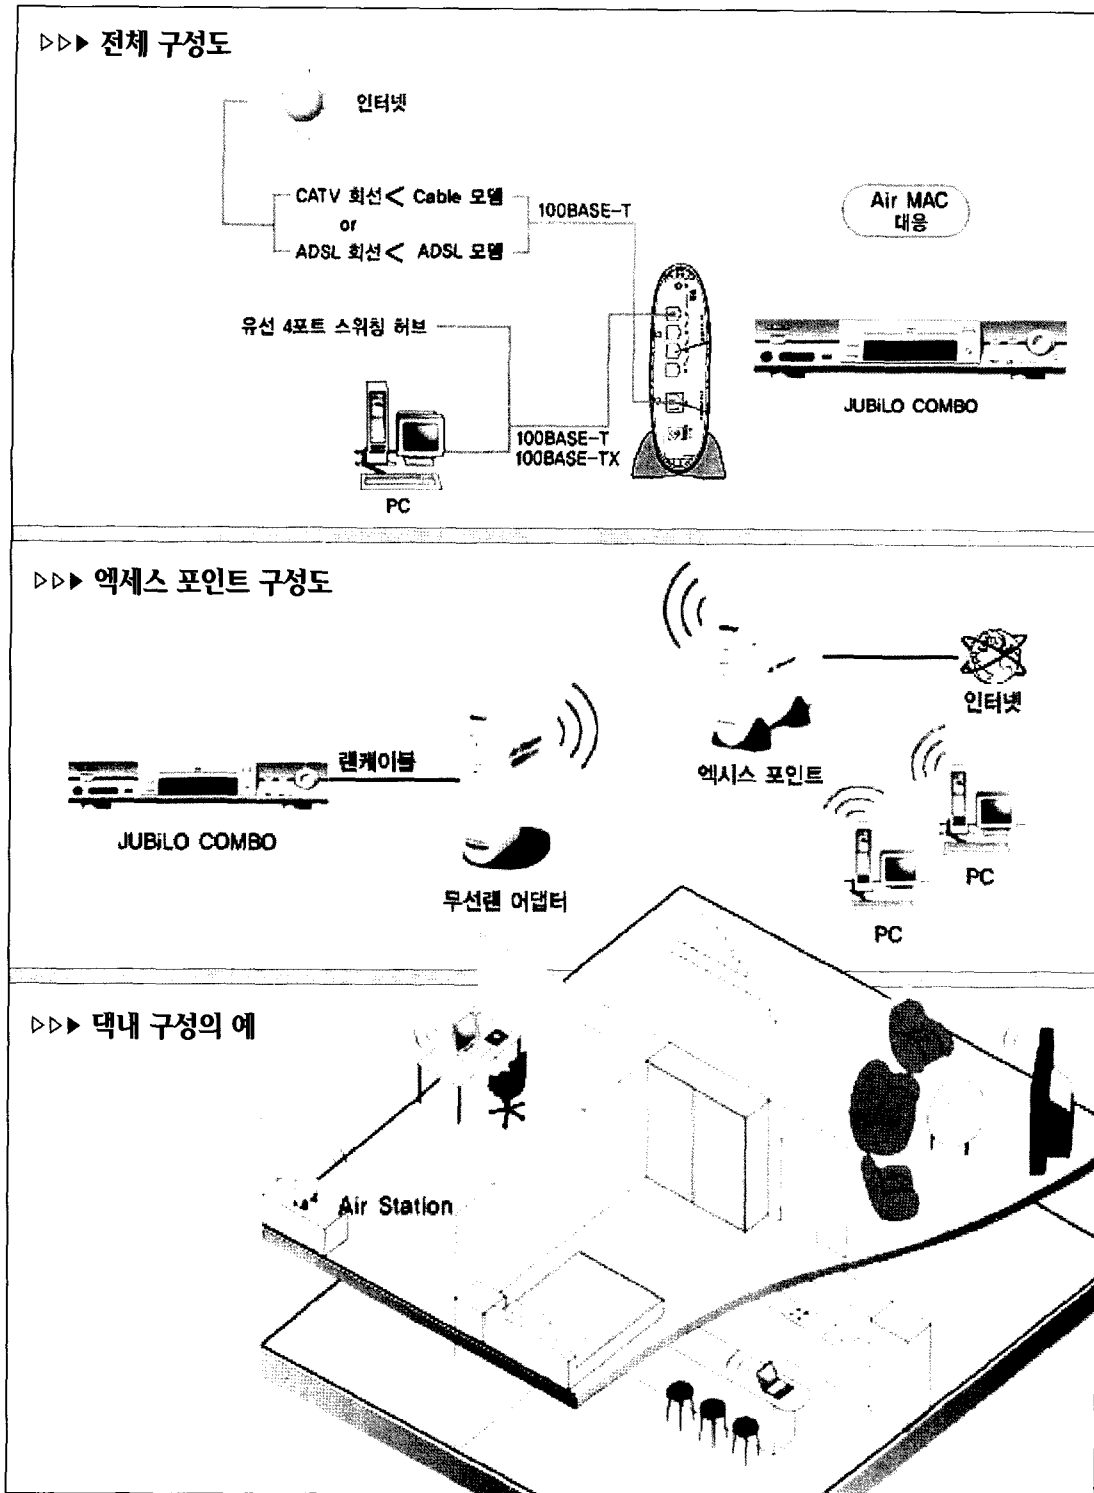 ▷▷▶ 전체 구성도
인터넷
CATV 회선 < Cable 모뎀
or
ADSL 회선 < ADSL 모뎀
100BASE-T
Air MAC
대응
유선 4포트 스위칭 허브
JUBiLO COMBO
100BASE-T
100BASE-TX
PC
▷▷▶ 엑세스 포인트 구성도
인터넷
랜케이블
엑시스 포인트
JUBiLO COMBO
무선랜 어댑터
PC
PC
▷▷▶ 댁내 구성의 예
Air Station